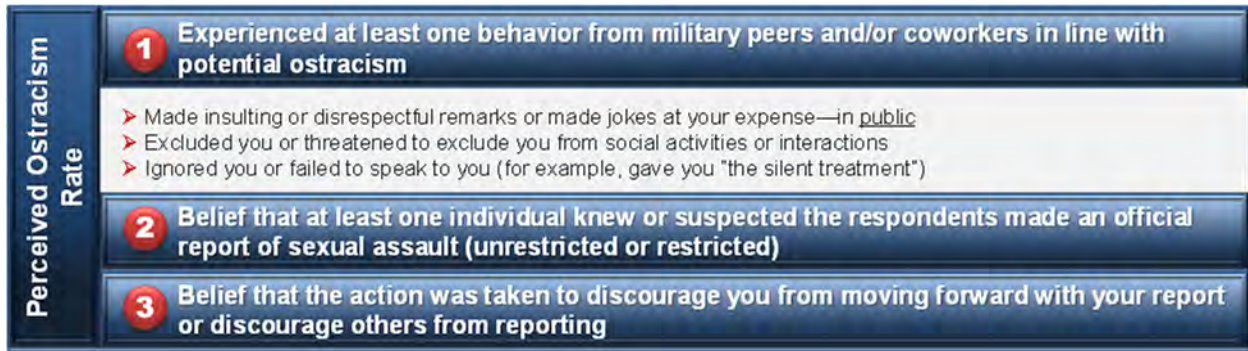 Perceived Ostracism
Rate
1
Experienced at least one behavior from military peers and/or coworkers in line with
potential ostracism
➤ Made insulting or disrespectful remarks or made jokes at your expense—in public
➤ Excluded you or threatened to exclude you from social activities or interactions
➤ Ignored you or failed to speak to you (for example, gave you "the silent treatment")
2
Belief that at least one individual knew or suspected the respondents made an official
report of sexual assault (unrestricted or restricted)
3
Belief that the action was taken to discourage you from moving forward with your report
or discourage others from reporting